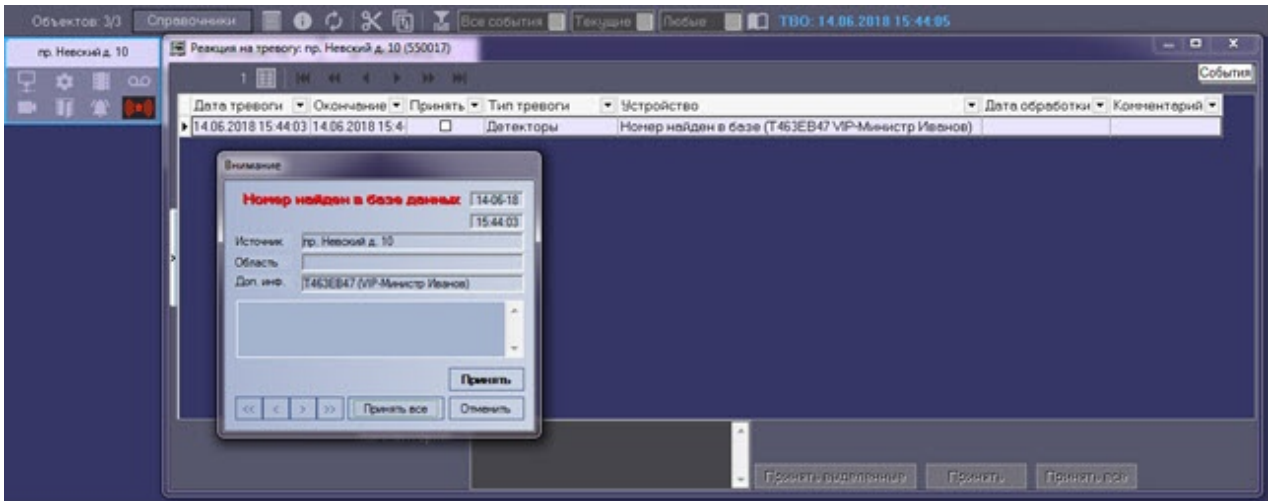 Объектов: 3/3 Справочники Все события Текущие Любые ТВО: 14.06.2018 15:44:05
пр. Невский д. 10
Реакция на тревогу: пр. Невский д. 10 (550017)
1
События
Дата тревоги Окончание Принять Тип тревоги Устройство Дата обработки Комментарий
14.06.2018 15:44:03 14.06.2018 15:4 Детекторы Номер найден в базе (T463EB47 VIP-Министр Иванов)
Внимание
Номер найден в базе данных 14-06-18
15:44:03
Источник пр. Невский д. 10
Область
Доп. инф. T463EB47 (VIP-Министр Иванов)
Принять
<< < > >> Принять все Отменить
Принять выделенные Принять Принять все